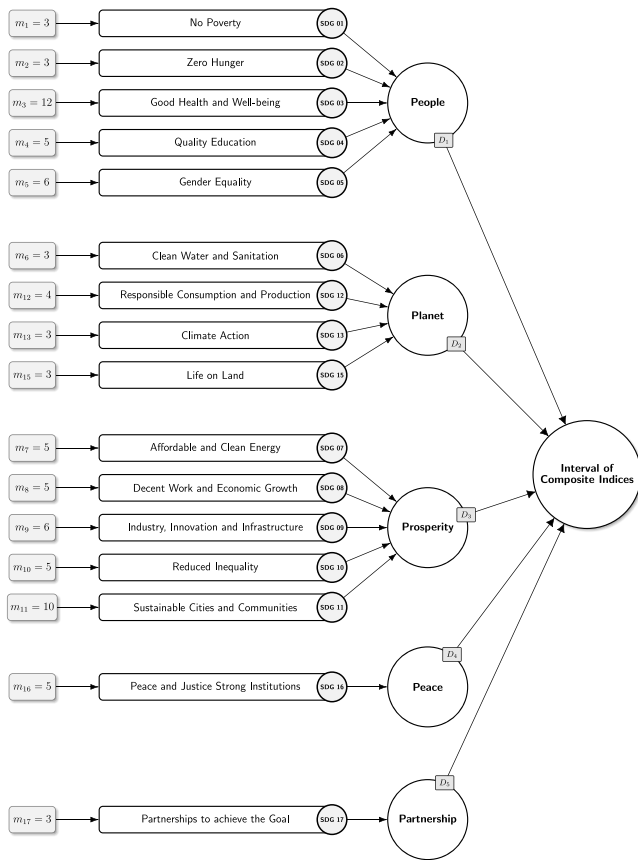 m₁ = 3 No Poverty SDG 01
m₂ = 3 Zero Hunger SDG 02
m₃ = 12 Good Health and Well-being SDG 03
m₄ = 5 Quality Education SDG 04
m₅ = 6 Gender Equality SDG 05
People
D₁
m₆ = 3 Clean Water and Sanitation SDG 06
m₁₂ = 4 Responsible Consumption and Production SDG 12
m₁₃ = 3 Climate Action SDG 13
m₁₅ = 3 Life on Land SDG 15
Planet
D₂
m₇ = 5 Affordable and Clean Energy SDG 07
m₈ = 5 Decent Work and Economic Growth SDG 08
m₉ = 6 Industry, Innovation and Infrastructure SDG 09
m₁₀ = 5 Reduced Inequality SDG 10
m₁₁ = 10 Sustainable Cities and Communities SDG 11
Prosperity
D₃
Interval of
Composite Indices
m₁₆ = 5 Peace and Justice Strong Institutions SDG 16
Peace
D₄
m₁₇ = 3 Partnerships to achieve the Goal SDG 17
Partnership
D₅